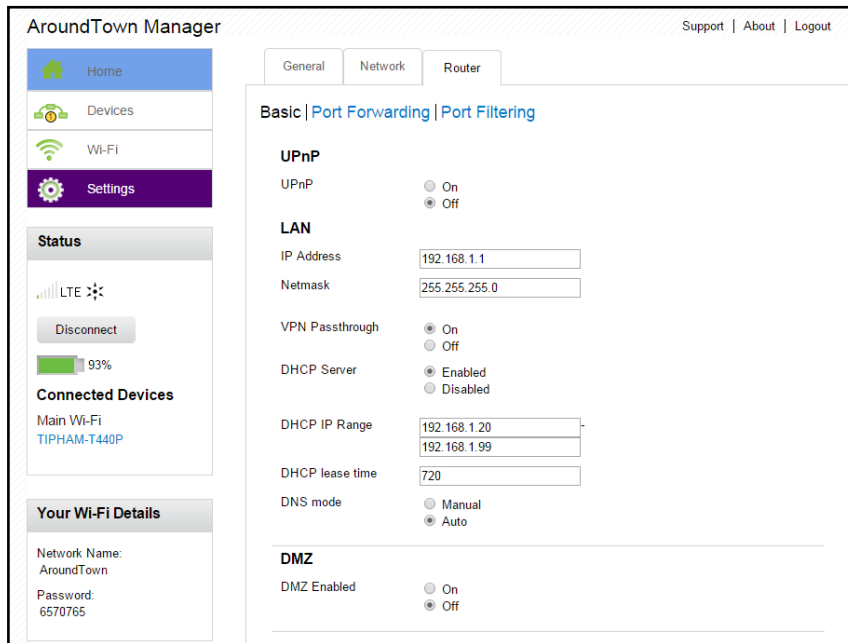 AroundTown Manager
Support | About | Logout
Home
Devices
Wi-Fi
Settings
Status
LTE
Disconnect
93%
Connected Devices
Main Wi-Fi
TIPHAM-T440P
Your Wi-Fi Details
Network Name:
AroundTown
Password:
6570765
General
Network
Router
Basic | Port Forwarding | Port Filtering
UPnP
UPnP
On
Off
LAN
IP Address
192.168.1.1
Netmask
255.255.255.0
VPN Passthrough
On
Off
DHCP Server
Enabled
Disabled
DHCP IP Range
192.168.1.20 -
192.168.1.99
DHCP lease time
720
DNS mode
Manual
Auto
DMZ
DMZ Enabled
On
Off